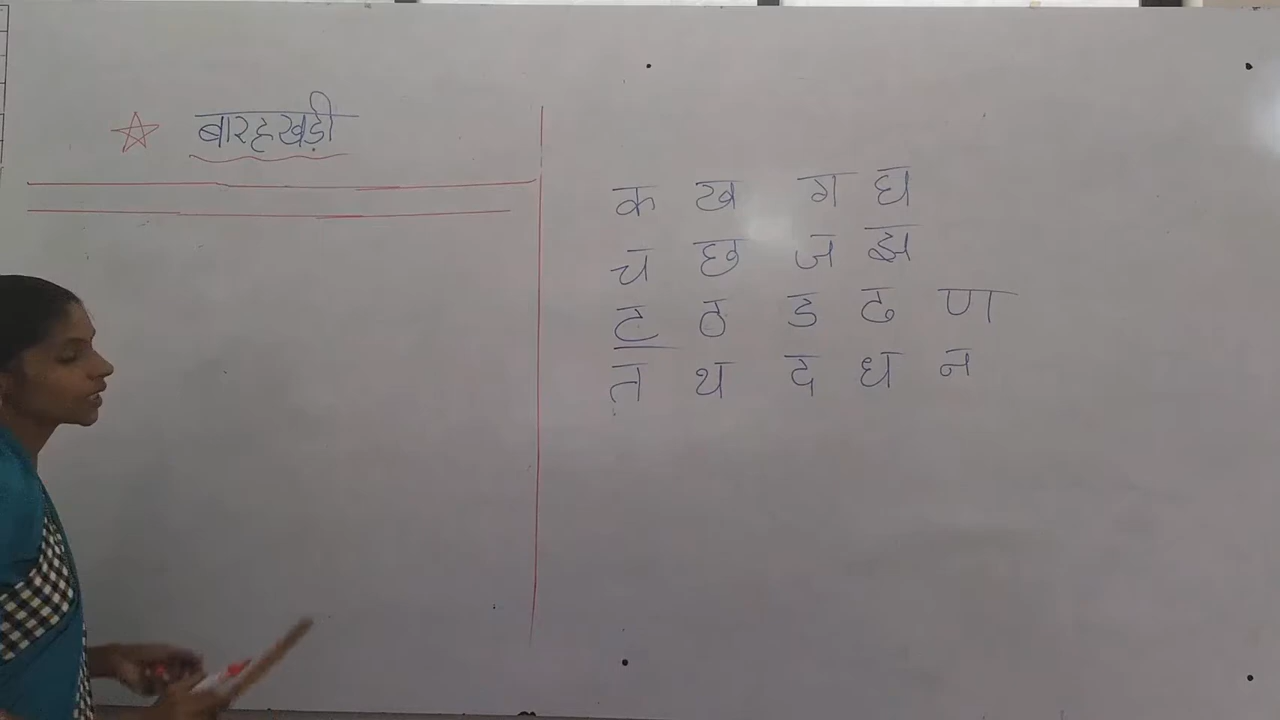 बारहखड़ी
क ख ग घ
च छ ज झ
ट ठ ड ढ ण
त थ द ध न